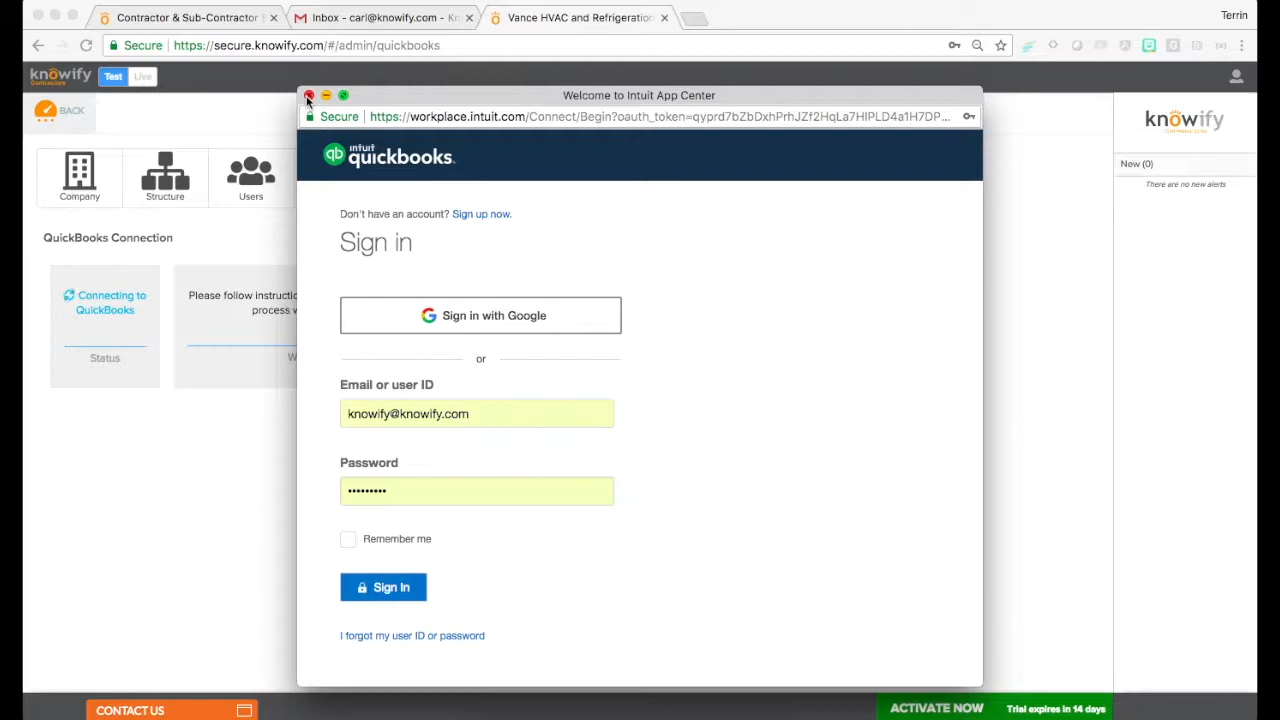 Contractor & Sub-Contractor
Inbox - carl@knowify.com - Kn
Vance HVAC and Refrigeration
Terrin
Secure https://secure.knowify.com/#/admin/quickbooks
knowify
Test Live
BACK
Company
Structure
Users
QuickBooks Connection
Connecting to
QuickBooks
Status
Please follow instructio
process w
W
Welcome to Intuit App Center
Secure https://workplace.intuit.com/Connect/Begin?oauth_token=qyprd7bZbDxhPrhJZf2HqLa7HIPLD4a1H7DP...
qb intuit quickbooks.
Don't have an account? Sign up now.
Sign in
G Sign in with Google
or
Email or user ID
knowify@knowify.com
Password
•••••••••
Remember me
Sign In
I forgot my user ID or password
knowify
New (0)
There are no new alerts
CONTACT US
ACTIVATE NOW Trial expires in 14 days